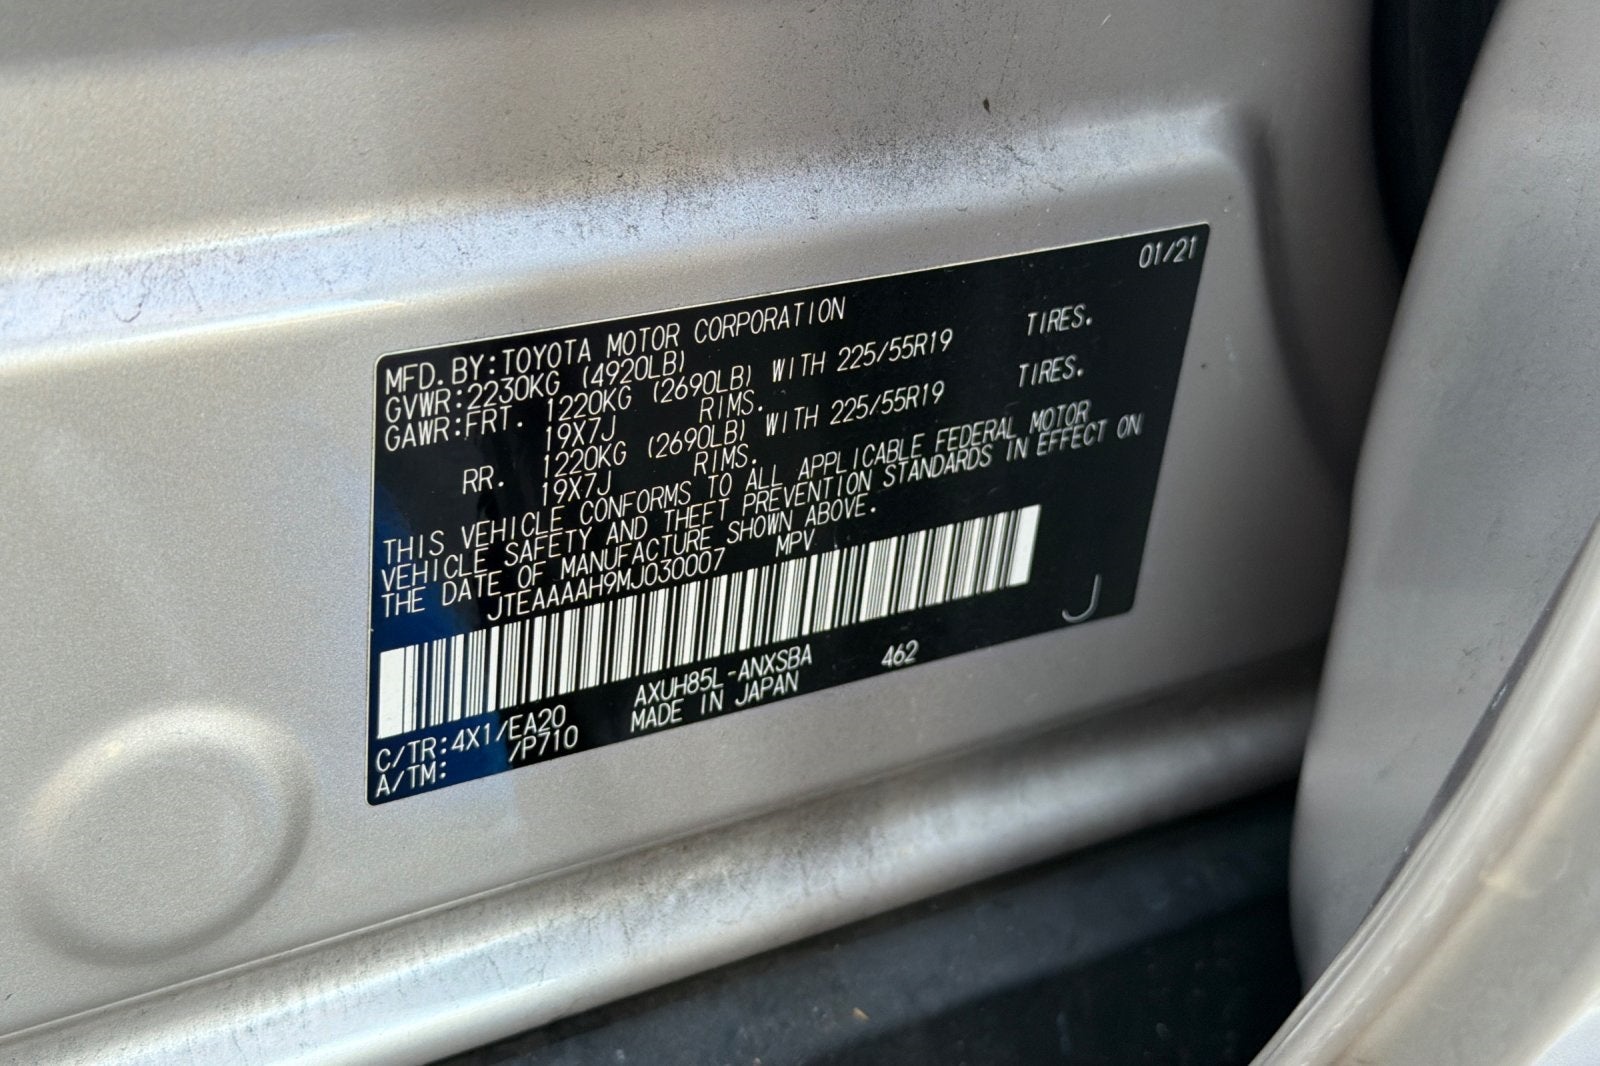 01/21
MFD.BY:TOYOTA MOTOR CORPORATION
GVWR:2230KG (4920LB)
GAWR:FRT. 1220KG (2690LB) WITH 225/55R19 TIRES.
19X7J RIMS.
RR. 1220KG (2690LB) WITH 225/55R19 TIRES.
19X7J RIMS.
THIS VEHICLE CONFORMS TO ALL APPLICABLE FEDERAL MOTOR
VEHICLE SAFETY AND THEFT PREVENTION STANDARDS IN EFFECT ON
THE DATE OF MANUFACTURE SHOWN ABOVE.
JTEAAAAH9MJ030007 MPV
J
AXUH85L-ANXSBA 462
C/TR:4X1/EA20 MADE IN JAPAN
A/TM: /P710